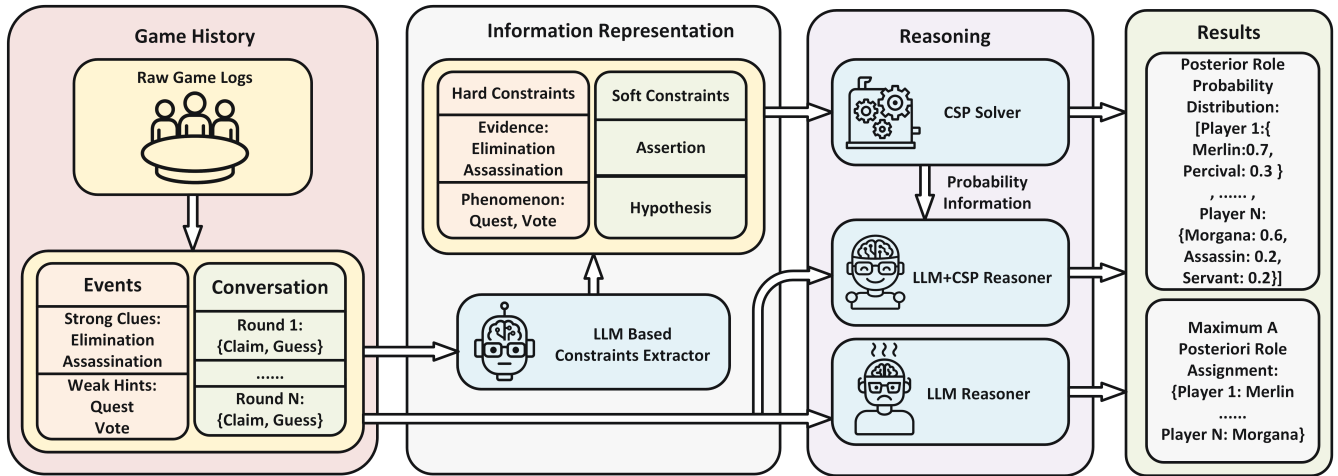 Game History
Raw Game Logs
Events
Strong Clues:
Elimination
Assassination
Weak Hints:
Quest
Vote
Conversation
Round 1:
{Claim, Guess}
......
Round N:
{Claim, Guess}
Information Representation
Hard Constraints
Evidence:
Elimination
Assassination
Phenomenon:
Quest, Vote
Soft Constraints
Assertion
Hypothesis
LLM Based
Constraints Extractor
Reasoning
CSP Solver
Probability
Information
LLM+CSP Reasoner
LLM Reasoner
Results
Posterior Role
Probability
Distribution:
[Player 1:{
Merlin:0.7,
Percival: 0.3 }
, ...... ,
Player N:
{Morgana: 0.6,
Assassin: 0.2,
Servant: 0.2}]
Maximum A
Posteriori Role
Assignment:
{Player 1: Merlin
......
Player N: Morgana}